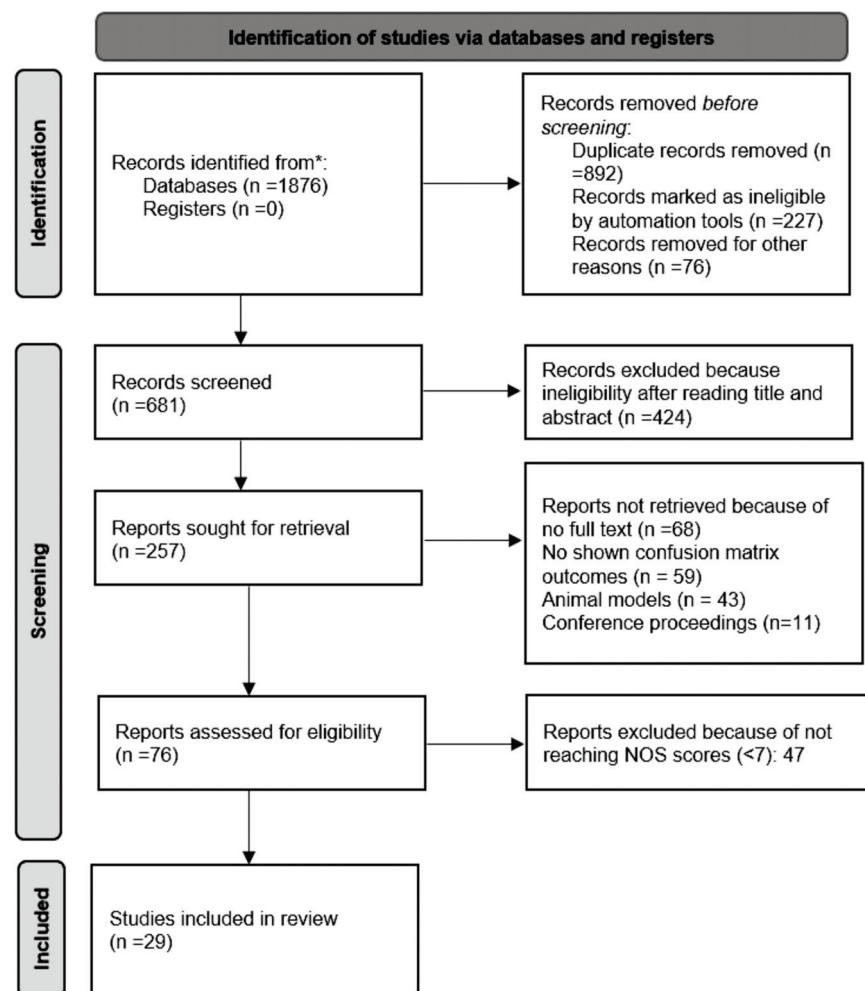 Identification of studies via databases and registers
Identification
Records identified from*:
Databases (n =1876)
Registers (n =0)
Records removed before
screening:
Duplicate records removed (n
=892)
Records marked as ineligible
by automation tools (n =227)
Records removed for other
reasons (n =76)
Screening
Records screened
(n =681)
Records excluded because
ineligibility after reading title and
abstract (n =424)
Reports sought for retrieval
(n =257)
Reports not retrieved because of
no full text (n =68)
No shown confusion matrix
outcomes (n = 59)
Animal models (n = 43)
Conference proceedings (n=11)
Reports assessed for eligibility
(n =76)
Reports excluded because of not
reaching NOS scores (<7): 47
Included
Studies included in review
(n =29)